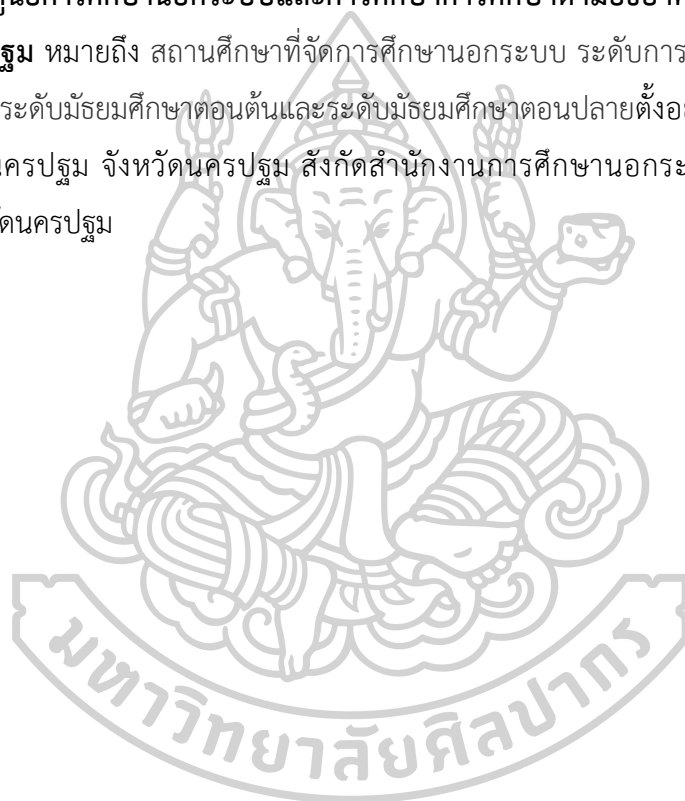 ศูนย์การศึกษานอกระบบและการศึกษาการศึกษาตามอัธยาศัย
ฐม หมายถึง สถานศึกษาที่จัดการศึกษานอกระบบ ระดับการ
ระดับมัธยมศึกษาตอนต้นและระดับมัธยมศึกษาตอนปลายตั้งอย
นครปฐม จังหวัดนครปฐม สังกัดสำนักงานการศึกษานอกระ
ัดนครปฐม
มหาวิทยาลัยศิลปากร